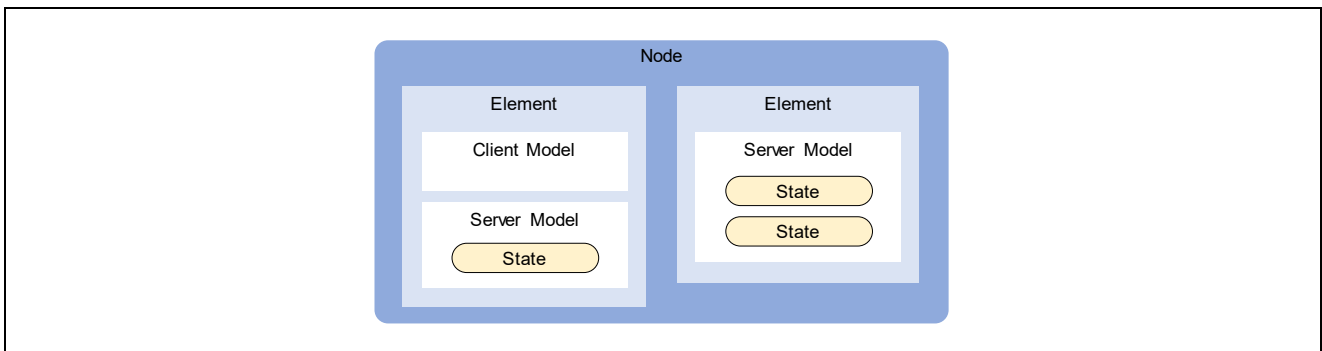 Node
Element
Client Model
Server Model
State
Element
Server Model
State
State